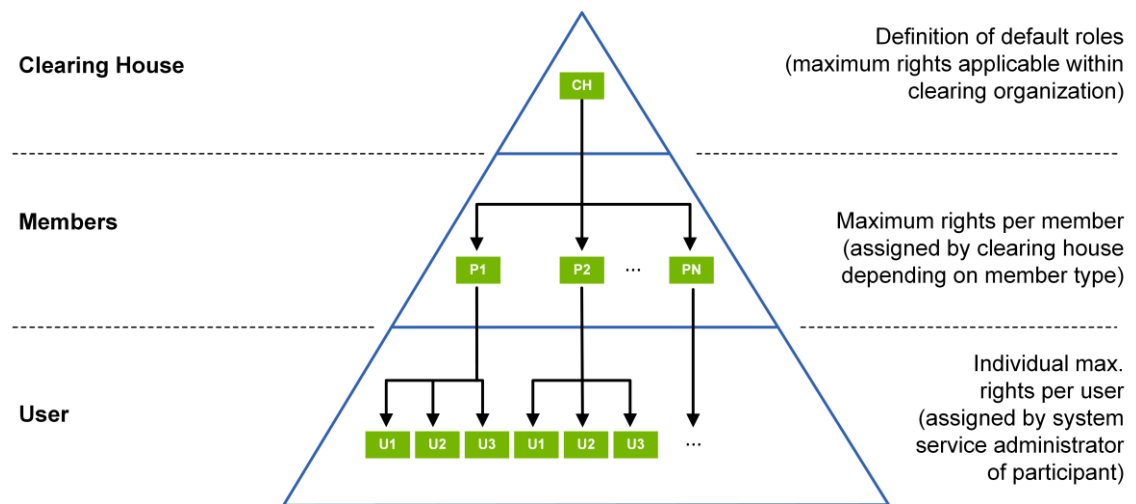 Clearing House
CH
Definition of default roles
(maximum rights applicable within
clearing organization)
Members
P1
P2
...
PN
Maximum rights per member
(assigned by clearing house
depending on member type)
User
U1
U2
U3
U1
U2
U3
...
Individual max.
rights per user
(assigned by system
service administrator
of participant)